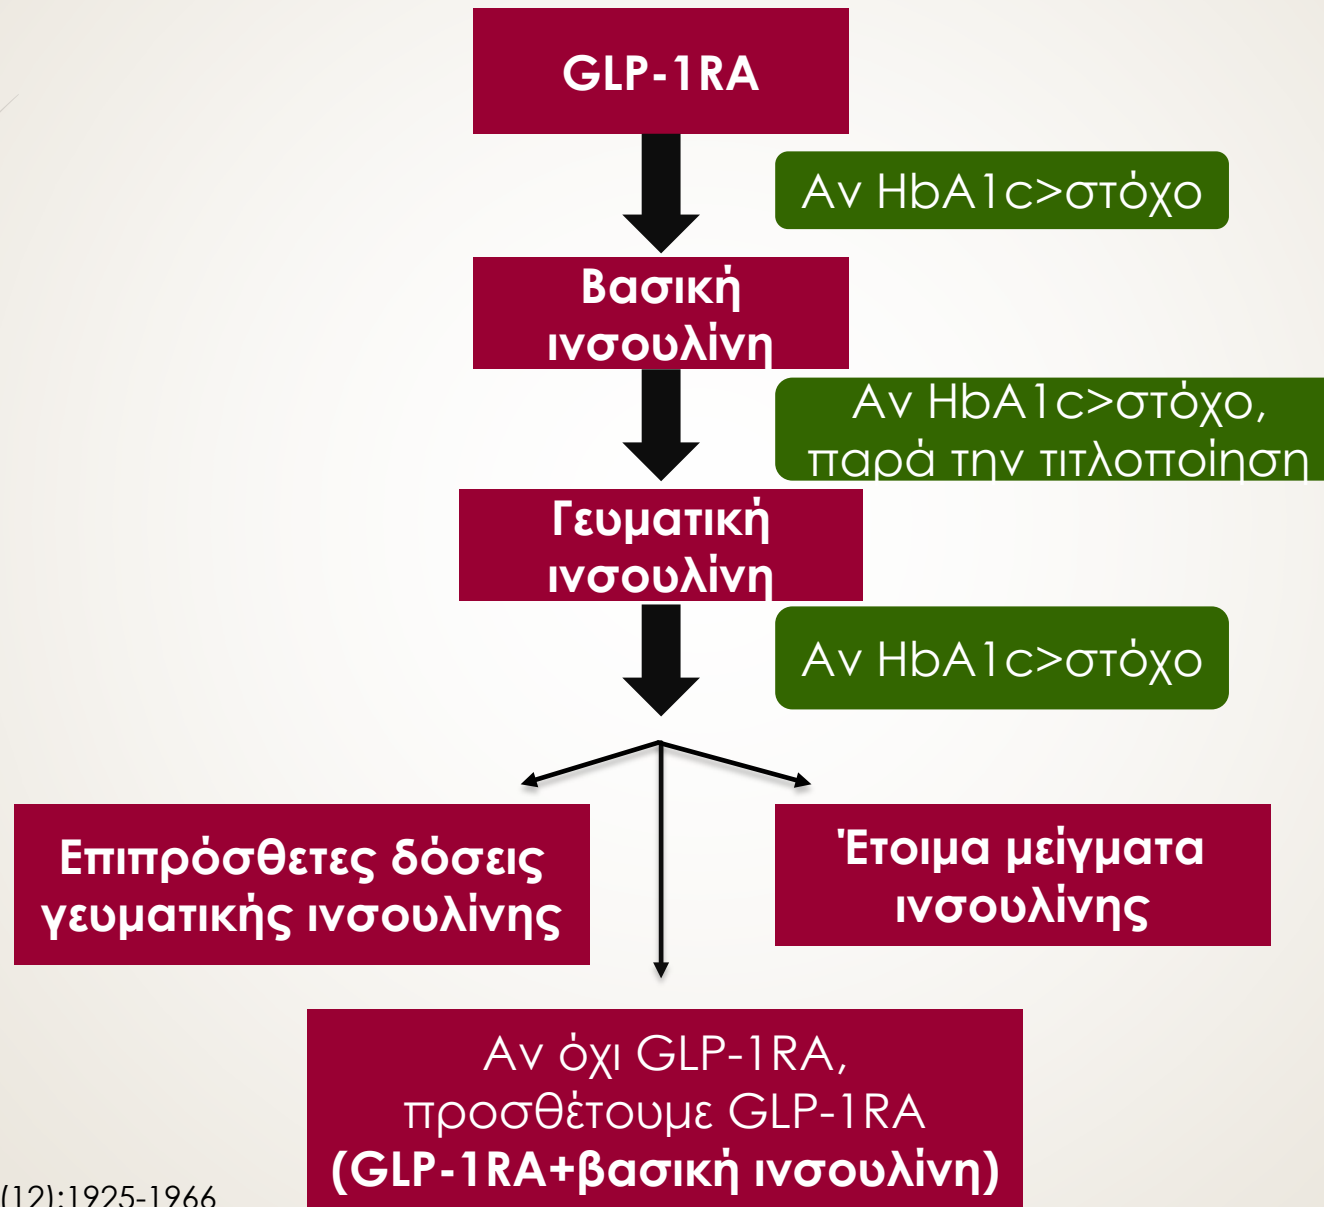 GLP-1RA
Αν HbA1c>στόχο
Βασική
ινσουλίνη
Αν HbA1c>στόχο,
παρά την τιτλοποίηση
Γευματική
ινσουλίνη
Αν HbA1c>στόχο
Επιπρόσθετες δόσεις
γευματικής ινσουλίνης
Έτοιμα μείγματα
ινσουλίνης
Αν όχι GLP-1RA,
προσθέτουμε GLP-1RA
(GLP-1RA+βασική ινσουλίνη)
(12):1925-1966